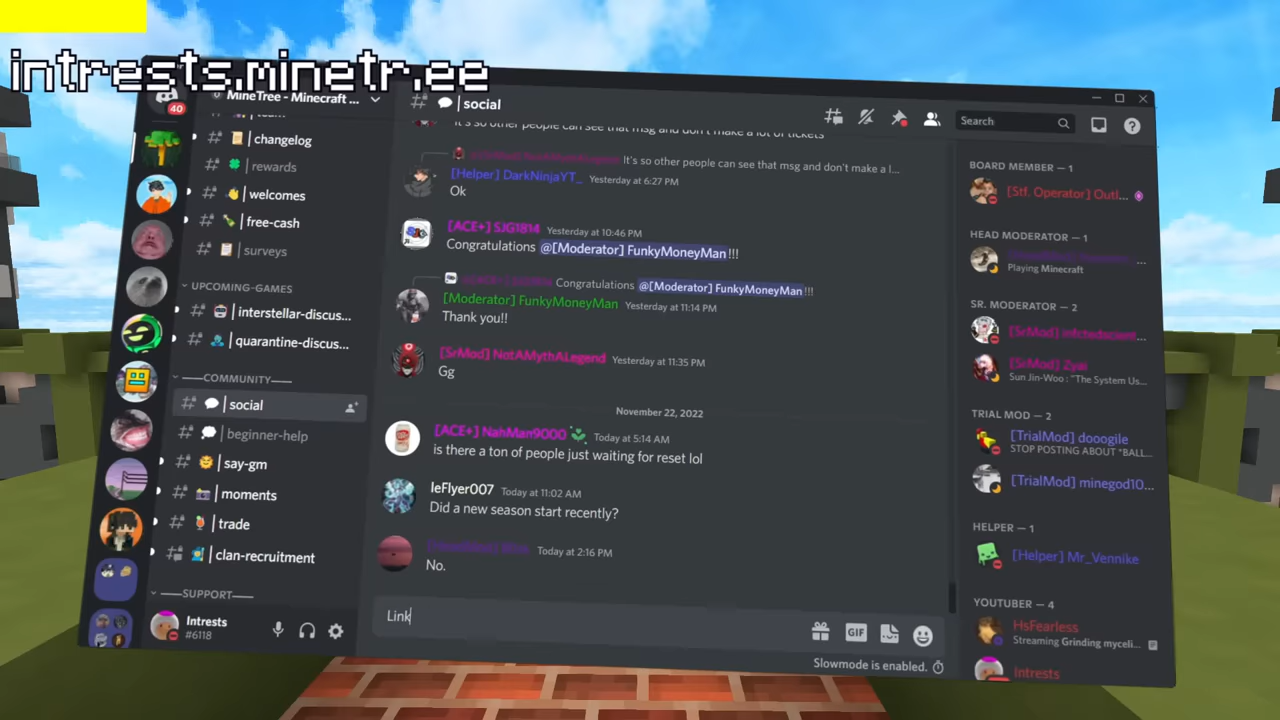 intrests.minetr.ee
40
MineTree - Minecraft ...
changelog
rewards
welcomes
free-cash
surveys
UPCOMING-GAMES
interstellar-discus...
quarantine-discus...
——COMMUNITY——
social
beginner-help
say-gm
moments
trade
clan-recruitment
——SUPPORT——
Intrests
#6118
| social
Search
It's so other people can see that msg and don't make a lot of tickets
It's so other people can see that msg and don't make a l...
[Helper] DarkNinjaYT_ Yesterday at 6:27 PM
Ok
[ACE+] SJG1814 Yesterday at 10:46 PM
Congratulations @[Moderator] FunkyMoneyMan!!!
Congratulations @[Moderator] FunkyMoneyMan!!!
[Moderator] FunkyMoneyMan Yesterday at 11:14 PM
Thank you!!
[SrMod] NotAMythALegend Yesterday at 11:35 PM
Gg
November 22, 2022
[ACE+] NahMan9000 Today at 5:14 AM
is there a ton of people just waiting for reset lol
leFlyer007 Today at 11:02 AM
Did a new season start recently?
Today at 2:16 PM
No.
Link
GIF
Slowmode is enabled.
BOARD MEMBER — 1
[Stf. Operator] Outl...
HEAD MODERATOR — 1
Playing Minecraft
SR. MODERATOR — 2
[SrMod] infctedscient...
[SrMod] Zyai
Sun Jin-Woo : "The System Us...
TRIAL MOD — 2
[TrialMod] dooogile
STOP POSTING ABOUT "BALL...
[TrialMod] minegod10...
HELPER — 1
[Helper] Mr_Vennike
YOUTUBER — 4
HsFearless
Streaming Grinding myceli...
Intrests